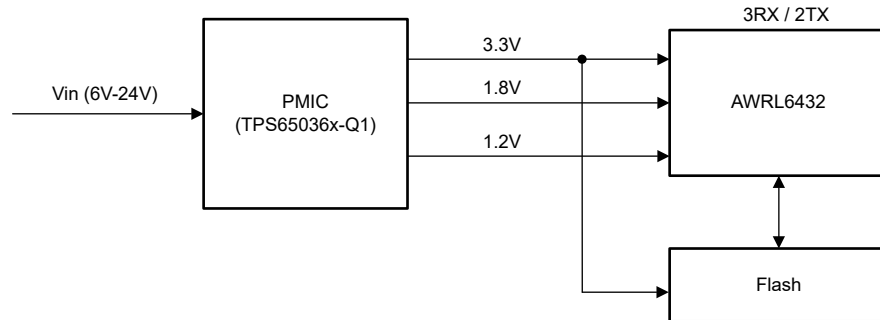 3RX / 2TX
Vin (6V-24V)
PMIC
(TPS65036x-Q1)
3.3V
1.8V
1.2V
AWRL6432
Flash